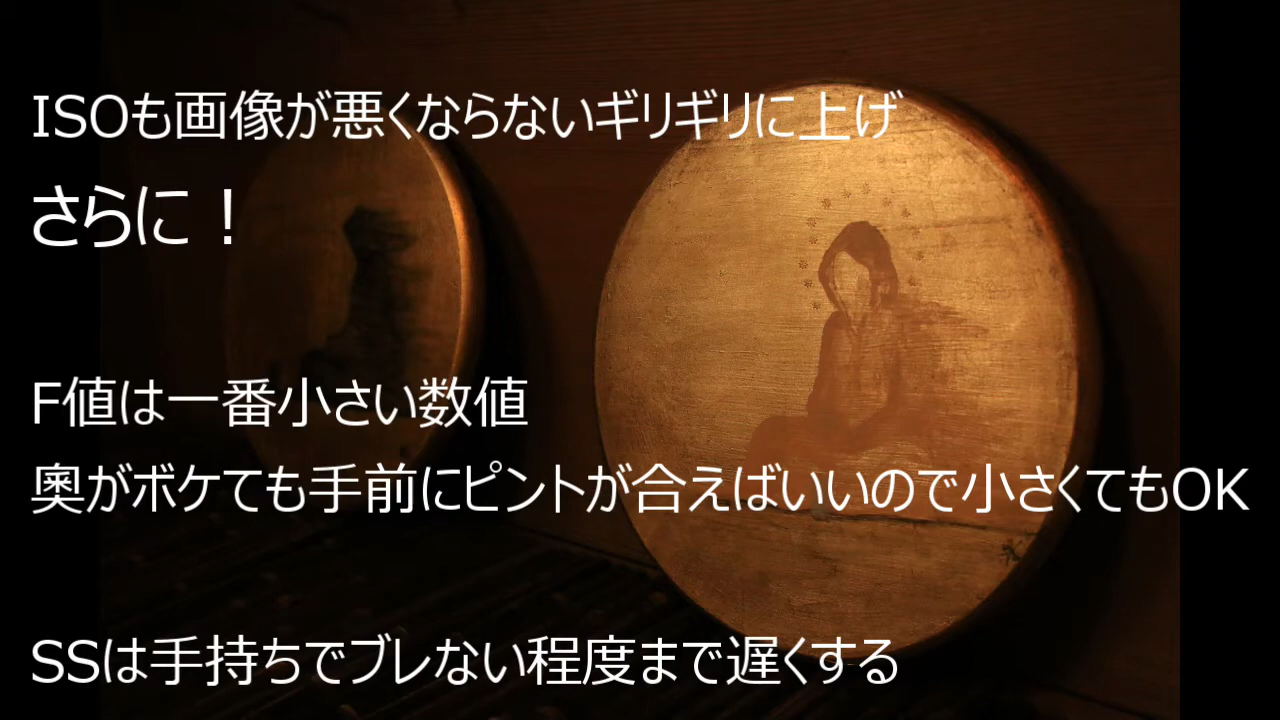 ISOも画像が悪くならないギリギリに上げ
さらに！
F値は一番小さい数値
奥がボケても手前にピントが合えばいいので小さくてもOK
SSは手持ちでブレない程度まで遅くする